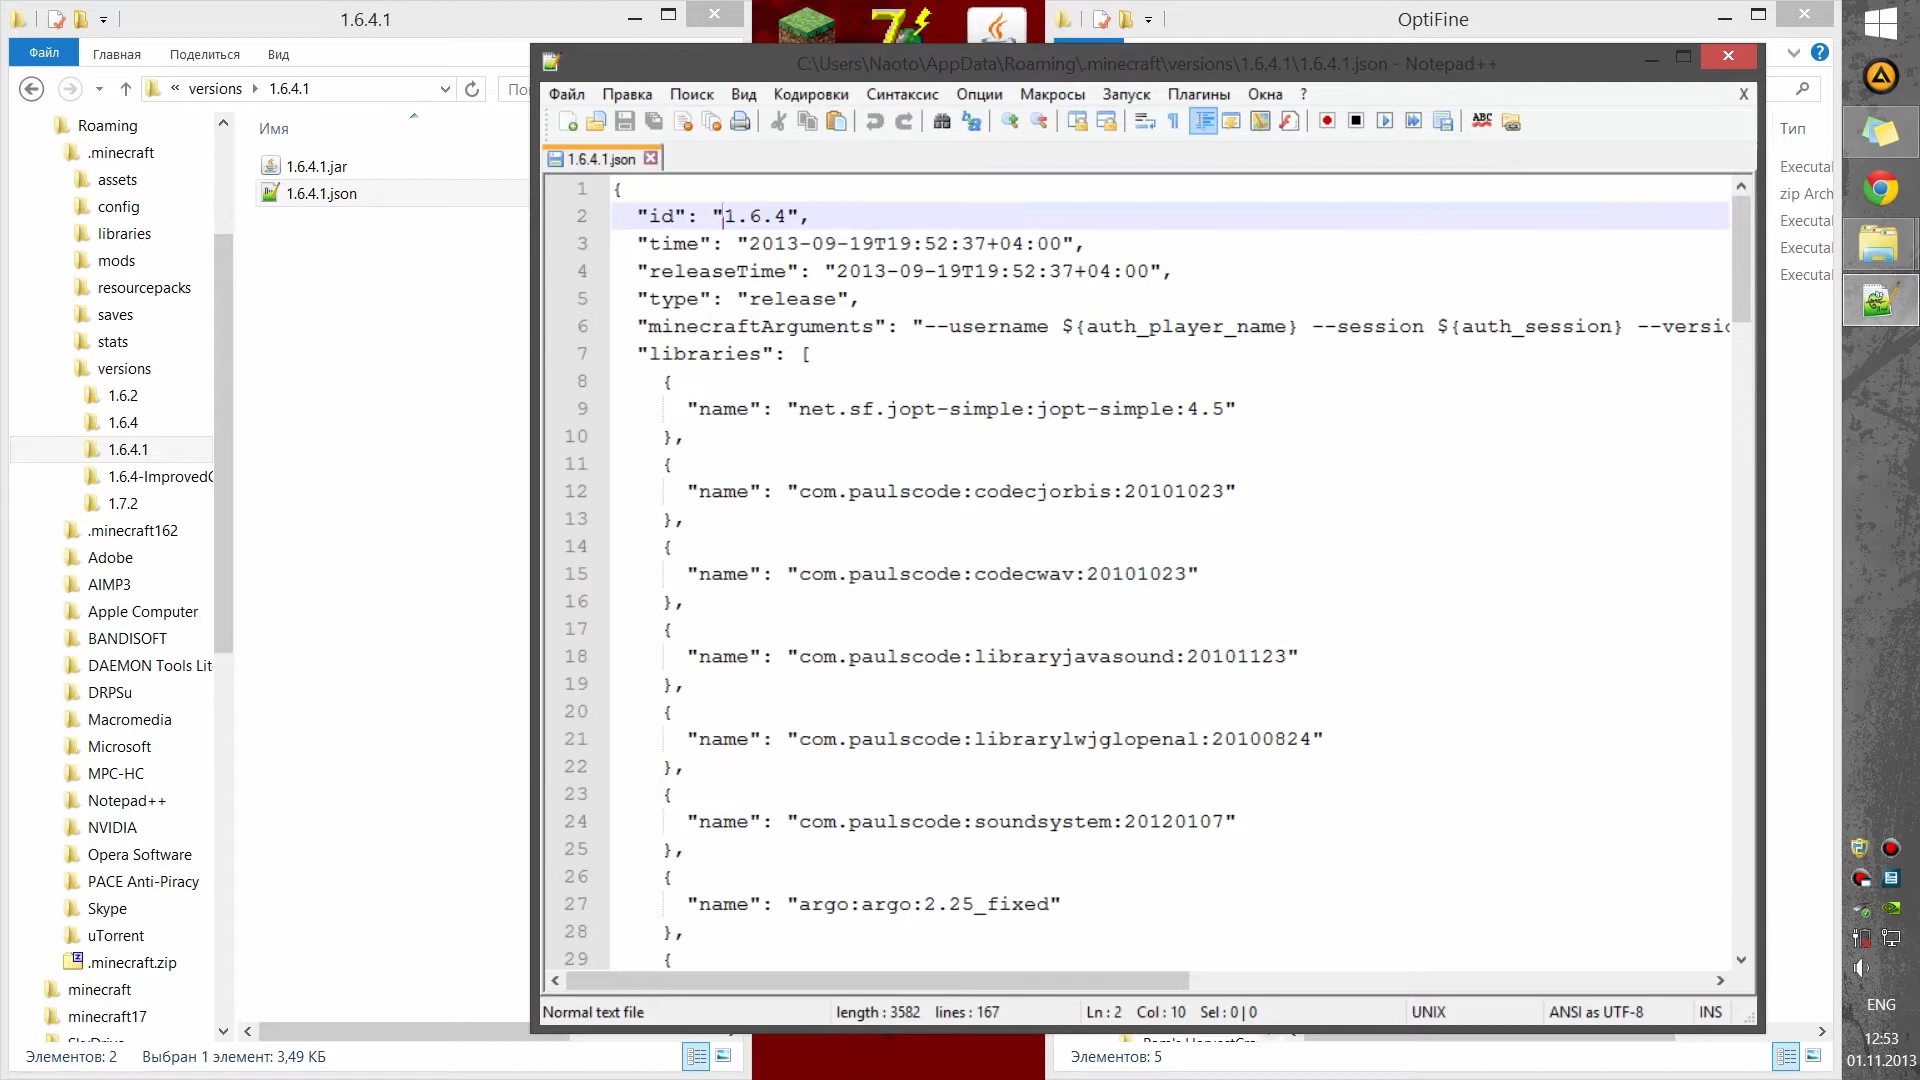 1.6.4.1
Файл
Главная
Поделиться
Вид
« versions
1.6.4.1
Roaming
.minecraft
assets
config
libraries
mods
resourcepacks
saves
stats
versions
1.6.2
1.6.4
1.6.4.1
1.6.4-Improved
1.7.2
.minecraft162
Adobe
AIMP3
Apple Computer
BANDISOFT
DAEMON Tools Lit
DRPSu
Macromedia
Microsoft
MPC-HC
Notepad++
NVIDIA
Opera Software
PACE Anti-Piracy
Skype
uTorrent
.minecraft.zip
minecraft
minecraft17
Имя
1.6.4.1.jar
1.6.4.1.json
Элементов: 2
Выбран 1 элемент: 3,49 КБ
C:\Users\Naoto\AppData\Roaming\.minecraft\versions\1.6.4.1\1.6.4.1.json - Notepad++
Файл Правка Поиск Вид Кодировки Синтаксис Опции Макросы Запуск Плагины Окна ? X
ABC
1.6.4.1.json
1 {
2 "id": "1.6.4",
3 "time": "2013-09-19T19:52:37+04:00",
4 "releaseTime": "2013-09-19T19:52:37+04:00",
5 "type": "release",
6 "minecraftArguments": "--username ${auth_player_name} --session ${auth_session} --versio
7 "libraries": [
8 {
9 "name": "net.sf.jopt-simple:jopt-simple:4.5"
10 },
11 {
12 "name": "com.paulscode:codecjorbis:20101023"
13 },
14 {
15 "name": "com.paulscode:codecwav:20101023"
16 },
17 {
18 "name": "com.paulscode:libraryjavasound:20101123"
19 },
20 {
21 "name": "com.paulscode:librarylwjglopenal:20100824"
22 },
23 {
24 "name": "com.paulscode:soundsystem:20120107"
25 },
26 {
27 "name": "argo:argo:2.25_fixed"
28 },
29 {
Normal text file
length : 3582 lines : 167
Ln : 2 Col : 10 Sel : 0 | 0
UNIX
ANSI as UTF-8
INS
OptiFine
Тип
Executal
zip Arch
Executal
Executal
Executal
Элементов: 5
ENG
12:53
01.11.2013